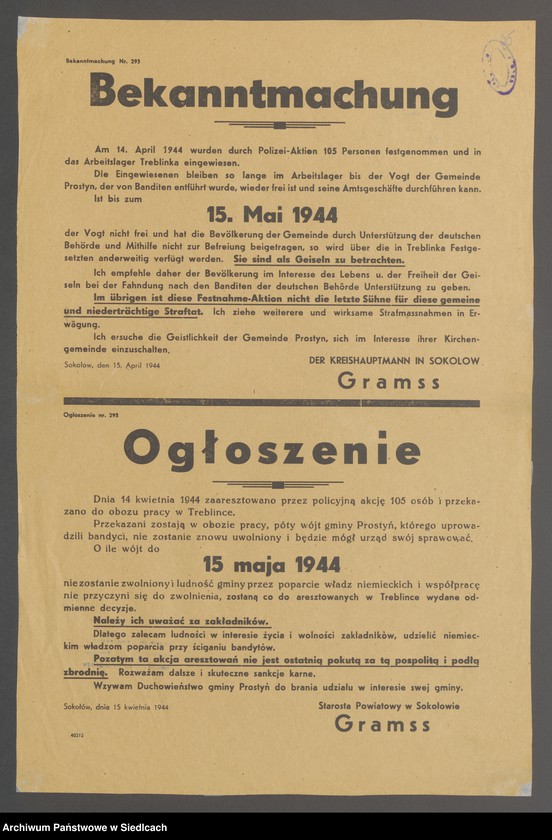 Bekanntmachung Nr. 293
Bekanntmachung
Am 14. April 1944 wurden durch Polizei-Aktien 105 Personen festgenommen und in
das Arbeitslager Treblinka eingewiesen.
Die Eingewiesenen bleiben so lange im Arbeitslager bis der Vogt der Gemeinde
Prostyn, der von Banditen entführt wurde, wieder frei ist und seine Amtsgeschäfte durchführen kann.
Ist bis zum
15. Mai 1944
der Vogt nicht frei und hat die Bevölkerung der Gemeinde durch Unterstützung der deutschen
Behörde und Mithilfe nicht zur Befreiung beigetragen, so wird über die in Treblinka Festge-
setzten anderweitig verfügt werden. Sie sind als Geiseln zu betrachten.
Ich empfehle daher der Bevölkerung im Interesse des Lebens u. der Freiheit der Gei-
seln bei der Fahndung nach den Banditen der deutschen Behörde Unterstützung zu geben.
Im übrigen ist diese Festnahme-Aktion nicht die letzte Sühne für diese gemeine
und niederträchtige Straftat. Ich ziehe weiterere und wirksame Strafmassnahmen in Er-
wägung.
Ich ersuche die Geistlichkeit der Gemeinde Prostyn, sich im Interesse ihrer Kirchen-
gemeinde einzuschalten.
DER KREISHAUPTMANN IN SOKOLOW
Sokolow, den 15. April 1944
Gramss
Ogłoszenie nr. 293
Ogłoszenie
Dnia 14 kwietnia 1944 zaaresztowano przez policyjną akcję 105 osób i przeka-
zano do obozu pracy w Treblince.
Przekazani zostają w obozie pracy, póty wójt gminy Prostyń, którego uprowa-
dzili bandyci, nie zostanie znowu uwolniony i będzie mógł urząd swój sprawować.
O ile wójt do
15 maja 1944
nie zostanie zwolniony i ludność gminy przez poparcie władz niemieckich i współpracę
nie przyczyni się do zwolnienia, zostaną co do aresztowanych w Treblince wydane od-
mienne decyzje.
Należy ich uważać za zakładników.
Dlatego zalecam ludności w interesie życia i wolności zakładników, udzielić niemiec-
kim władzom poparcia przy ściganiu bandytów.
Pozatym ta akcja aresztowań nie jest ostatnią pokutą za tą pospolitą i podłą
zbrodnię. Rozważam dalsze i skuteczne sankcje karne.
Wzywam Duchowieństwo gminy Prostyń do brania udziału w interesie swej gminy.
Sokołów, dnia 15 kwietnia 1944
Starosta Powiatowy w Sokołowie
Gramss
40313
Archiwum Państwowe w Siedlcach